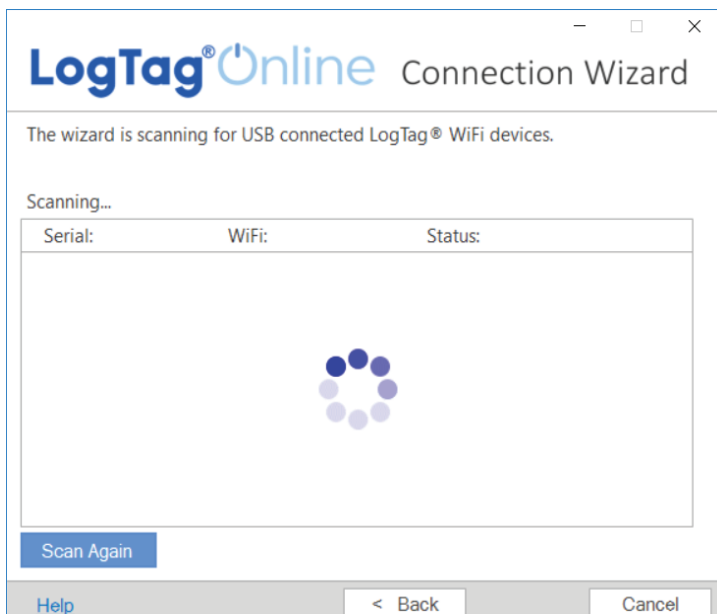 LogTag® Online Connection Wizard
The wizard is scanning for USB connected LogTag® WiFi devices.
Scanning...
Serial: WiFi: Status:
Scan Again
Help < Back Cancel